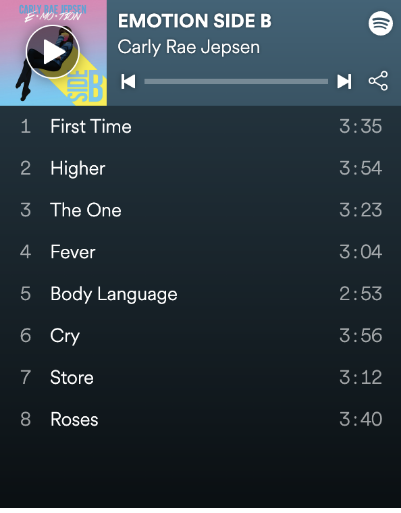 CARLY RAE JEPSEN
E·MO·TION
SIDE B
EMOTION SIDE B
Carly Rae Jepsen
1 First Time 3:35
2 Higher 3:54
3 The One 3:23
4 Fever 3:04
5 Body Language 2:53
6 Cry 3:56
7 Store 3:12
8 Roses 3:40